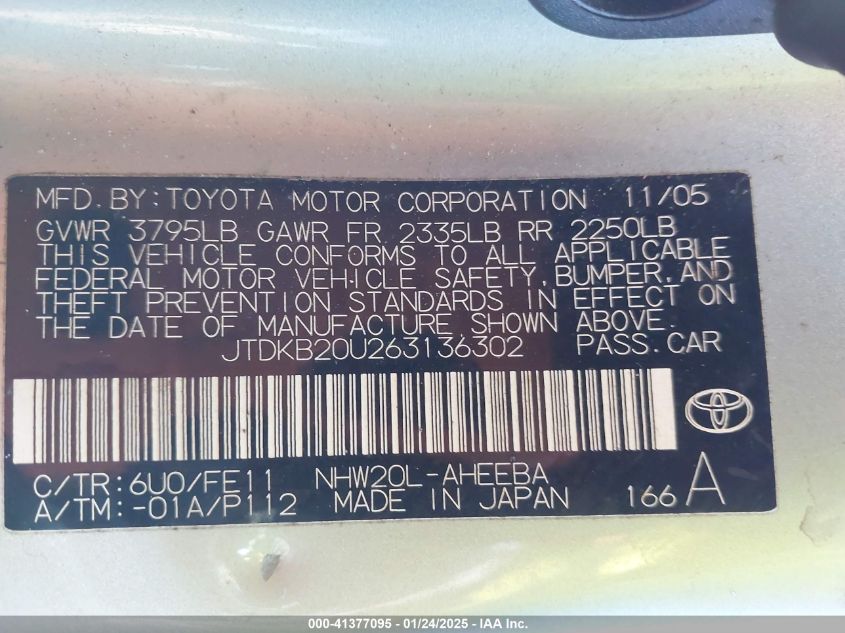 MFD. BY: TOYOTA MOTOR CORPORATION 11/05
GVWR 3795LB GAWR FR 2335LB RR 2250LB
THIS VEHICLE CONFORMS TO ALL APPLICABLE
FEDERAL MOTOR VEHICLE SAFETY, BUMPER, AND
THEFT PREVENTION STANDARDS IN EFFECT ON
THE DATE OF MANUFACTURE SHOWN ABOVE.
JTDKB20U263136302 PASS. CAR
C/TR: 6U0/FE11 NHW20L-AHEEBA
A/TM: -01A/P112 MADE IN JAPAN 166 A
000-41377095 - 01/24/2025 - IAA Inc.